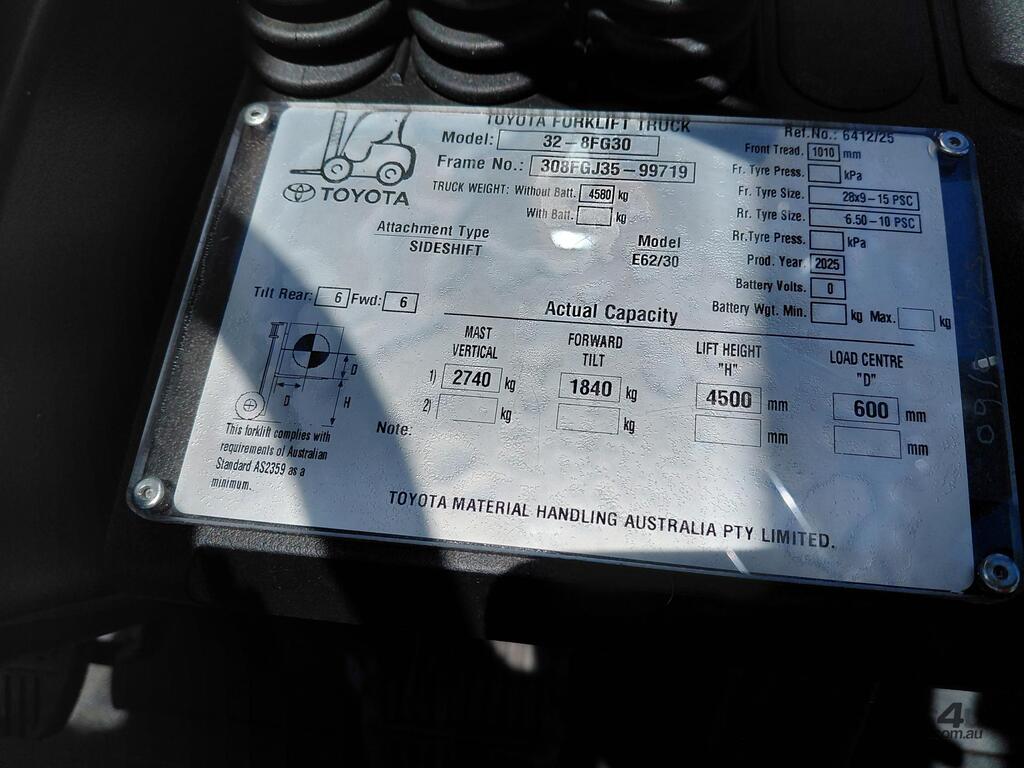 TOYOTA FORKLIFT TRUCK
Ref.No.: 6412/25
Model: 32-8FG30
Frame No.: 308FGJ35-99719
TRUCK WEIGHT: Without Batt. 4580 kg
With Batt. kg
TOYOTA
Attachment Type
SIDESHIFT
Model
E62/30
Front Tread. 1010 mm
Fr. Tyre Press. kPa
Fr. Tyre Size. 28x9-15 PSC
Rr. Tyre Size. 6.50-10 PSC
Rr.Tyre Press. kPa
Prod. Year. 2025
Battery Volts. 0
Battery Wgt. Min. kg Max. kg
Tilt Rear: 6 Fwd: 6
Actual Capacity
MAST VERTICAL
FORWARD TILT
LIFT HEIGHT "H"
LOAD CENTRE "D"
1) 2740 kg 1840 kg 4500 mm 600 mm
2) kg kg mm mm
D
D H
Note:
This forklift complies with
requirements of Australian
Standard AS2359 as a
minimum.
TOYOTA MATERIAL HANDLING AUSTRALIA PTY LIMITED.
4
.com.au